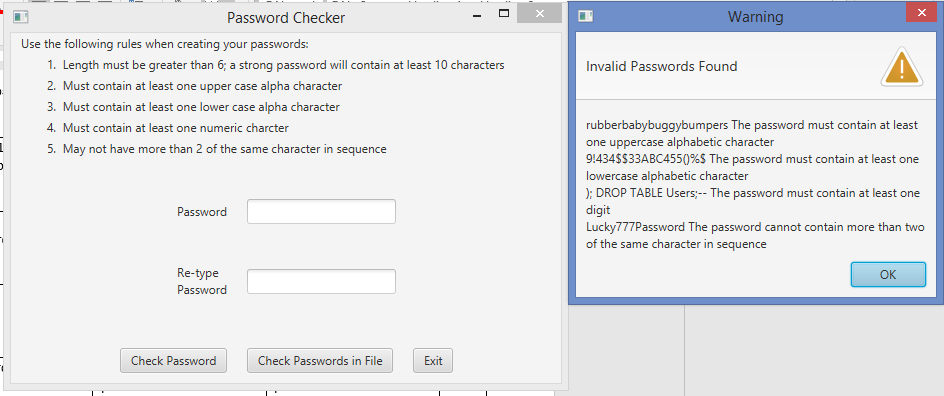 Password Checker
Use the following rules when creating your passwords:
1. Length must be greater than 6; a strong password will contain at least 10 characters
2. Must contain at least one upper case alpha character
3. Must contain at least one lower case alpha character
4. Must contain at least one numeric charcter
5. May not have more than 2 of the same character in sequence
Password
Re-type
Password
Check Password
Check Passwords in File
Exit
Warning
Invalid Passwords Found
rubberbabybuggybumpers The password must contain at least
one uppercase alphabetic character
9!434$$33ABC455()%$ The password must contain at least one
lowercase alphabetic character
); DROP TABLE Users;-- The password must contain at least one
digit
Lucky777Password The password cannot contain more than two
of the same character in sequence
OK